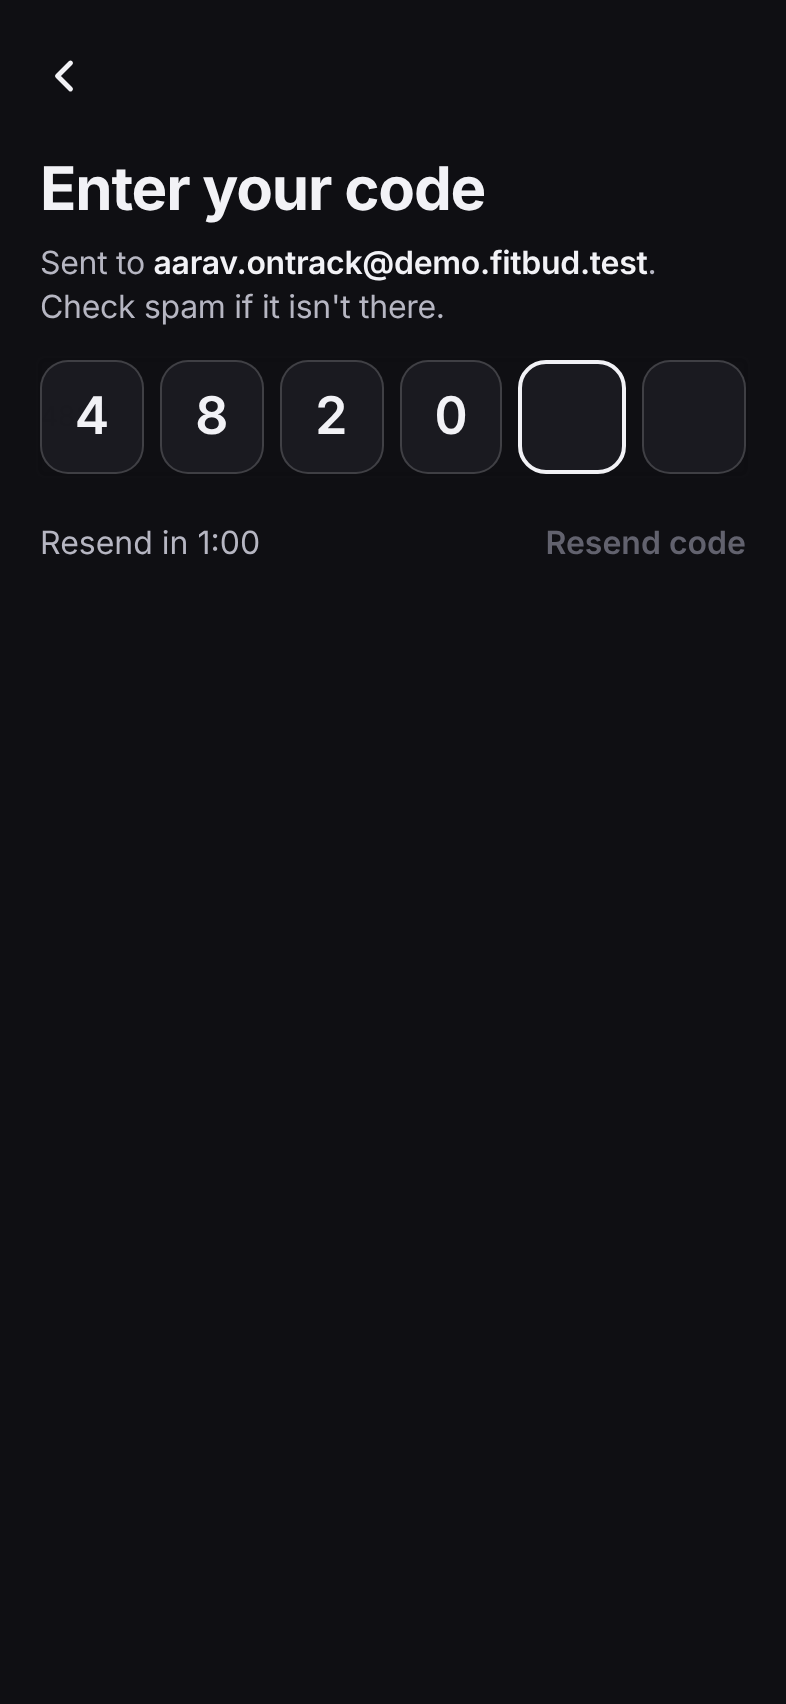 Enter your code
Sent to aarav.ontrack@demo.fitbud.test.
Check spam if it isn't there.
4 8 2 0
Resend in 1:00 Resend code